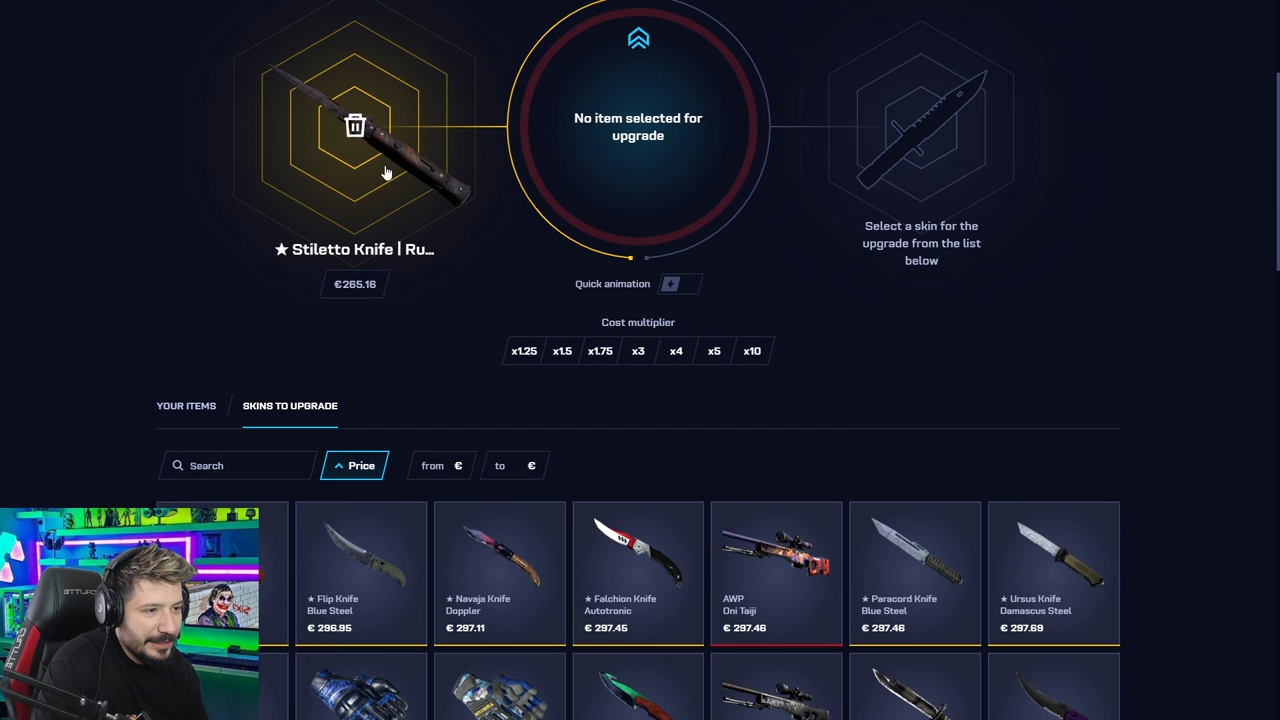 No item selected for
upgrade
★ Stiletto Knife | Ru...
€265.16
Select a skin for the
upgrade from the list
below
Quick animation
Cost multiplier
x1.25 x1.5 x1.75 x3 x4 x5 x10
YOUR ITEMS SKINS TO UPGRADE
Search Price from € to €
★ Flip Knife
Blue Steel
€ 296.95
★ Navaja Knife
Doppler
€ 297.11
★ Falchion Knife
Autotronic
€ 297.45
AWP
Oni Taiji
€ 297.46
★ Paracord Knife
Blue Steel
€ 297.46
★ Ursus Knife
Damascus Steel
€ 297.69